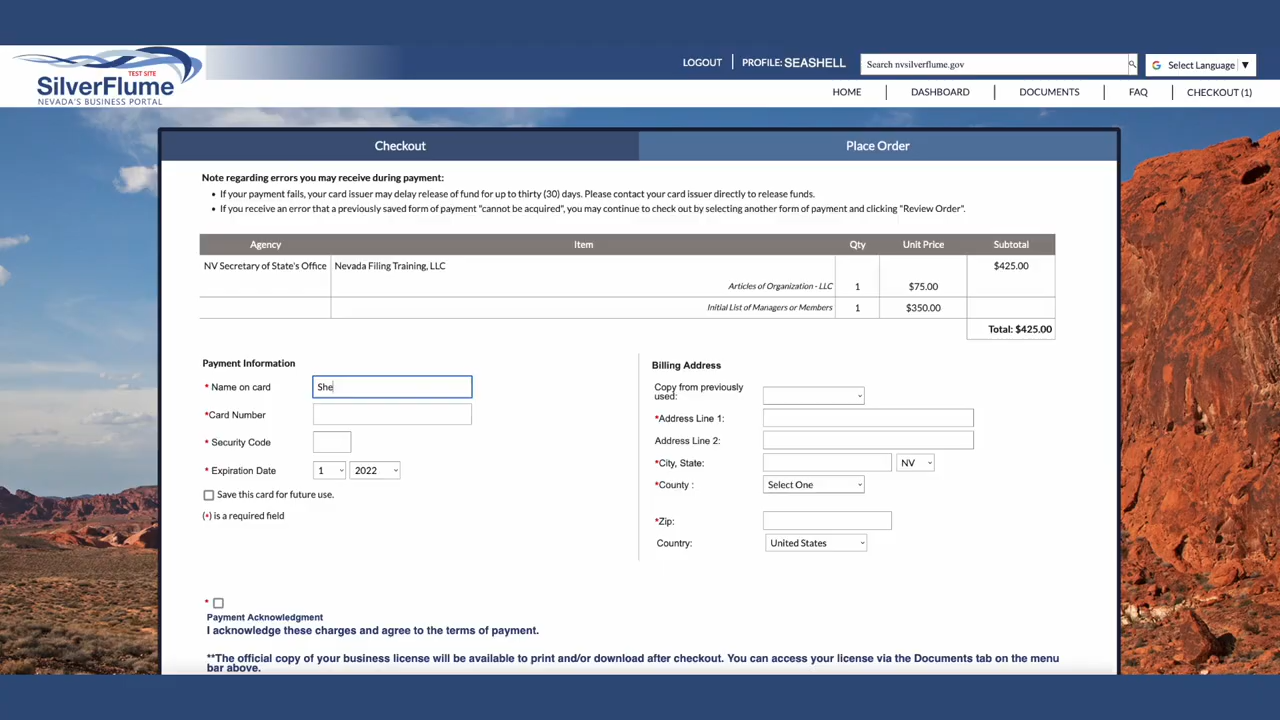 TEST SITE
SilverFlume
NEVADA'S BUSINESS PORTAL
LOGOUT PROFILE: SEASHELL Search nvsilverflume.gov G Select Language ▼
HOME DASHBOARD DOCUMENTS FAQ CHECKOUT (1)
Checkout Place Order
Note regarding errors you may receive during payment:
• If your payment fails, your card issuer may delay release of fund for up to thirty (30) days. Please contact your card issuer directly to release funds.
• If you receive an error that a previously saved form of payment "cannot be acquired", you may continue to check out by selecting another form of payment and clicking "Review Order".
Agency Item Qty Unit Price Subtotal
NV Secretary of State's Office Nevada Filing Training, LLC $425.00
Articles of Organization - LLC 1 $75.00
Initial List of Managers or Members 1 $350.00
Total: $425.00
Payment Information
* Name on card She
*Card Number
* Security Code
* Expiration Date 1 2022
Save this card for future use.
(*) is a required field
Billing Address
Copy from previously
used:
*Address Line 1:
Address Line 2:
*City, State: NV
*County : Select One
*Zip:
Country: United States
*
Payment Acknowledgment
I acknowledge these charges and agree to the terms of payment.
**The official copy of your business license will be available to print and/or download after checkout. You can access your license via the Documents tab on the menu
bar above.